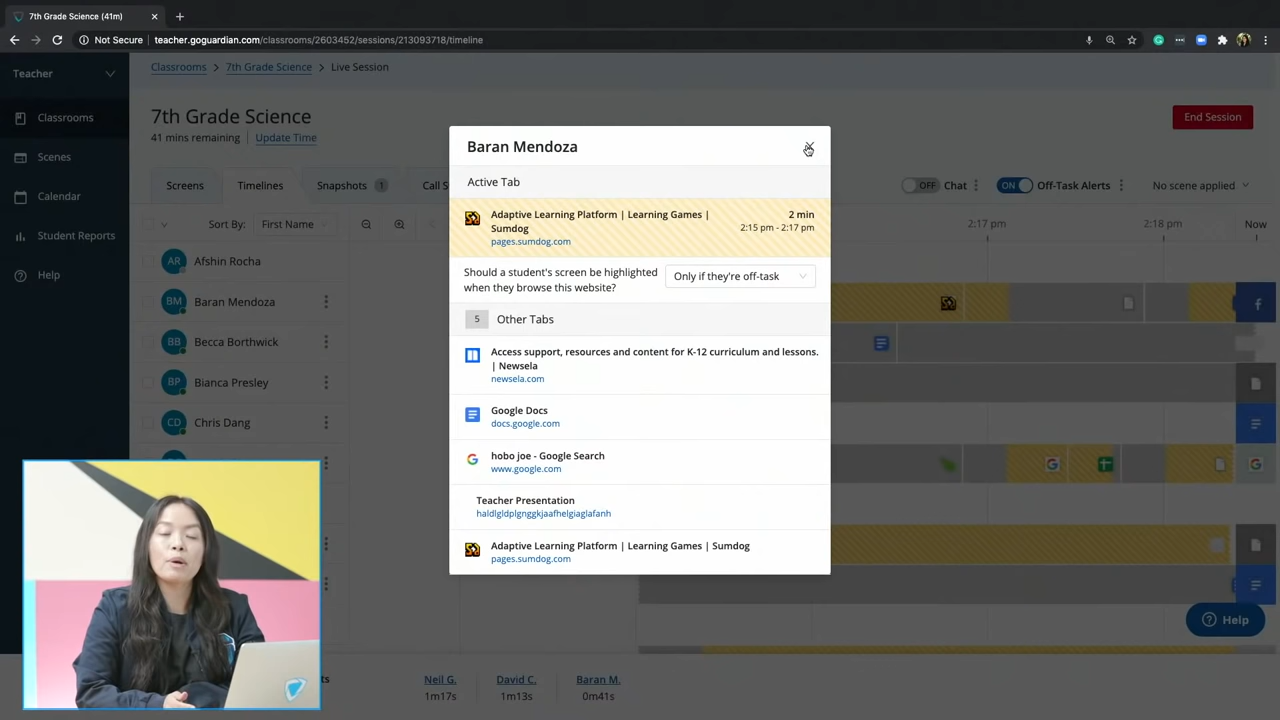 7th Grade Science (41m)
Not Secure | teacher.goguardian.com/classrooms/2603452/sessions/213093718/timeline
Teacher
Classrooms > 7th Grade Science > Live Session
7th Grade Science
41 mins remaining Update Time
End Session
Classrooms
Scenes
Calendar
Student Reports
Help
Screens Timelines Snapshots 1 Call S
OFF Chat ON Off-Task Alerts No scene applied
Sort By: First Name
2:17 pm 2:18 pm Now
AR Afshin Rocha
BM Baran Mendoza
BB Becca Borthwick
BP Bianca Presley
CD Chris Dang
Baran Mendoza
Active Tab
Adaptive Learning Platform | Learning Games |
Sumdog
pages.sumdog.com
2 min
2:15 pm - 2:17 pm
Should a student's screen be highlighted
when they browse this website?
Only if they're off-task
5 Other Tabs
Access support, resources and content for K-12 curriculum and lessons.
| Newsela
newsela.com
Google Docs
docs.google.com
hobo joe - Google Search
www.google.com
Teacher Presentation
haldlgldplgnggkjaafhelgiaglafanh
Adaptive Learning Platform | Learning Games | Sumdog
pages.sumdog.com
Help
ts
Neil G. David C. Baran M.
1m17s 1m13s 0m41s